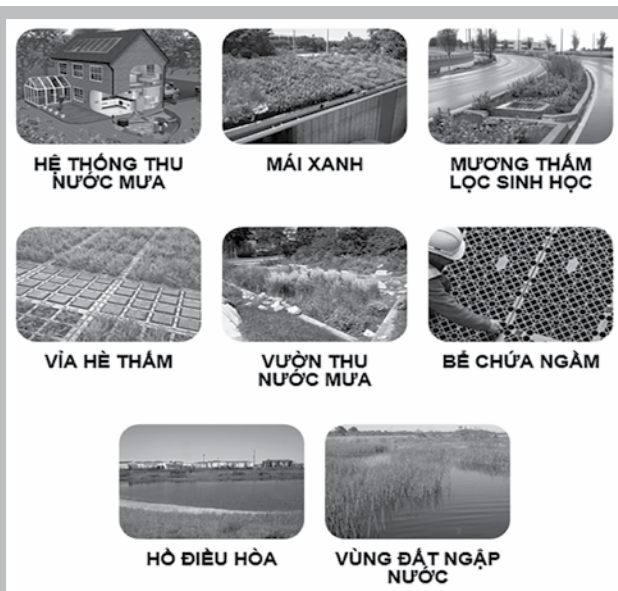 HỆ THỐNG THU
NƯỚC MƯA
MÁI XANH
MƯƠNG THẤM
LỌC SINH HỌC
VỈA HÈ THẤM
VƯỜN THU
NƯỚC MƯA
BỂ CHỨA NGẦM
HỒ ĐIỀU HÒA
VÙNG ĐẤT NGẬP
NƯỚC